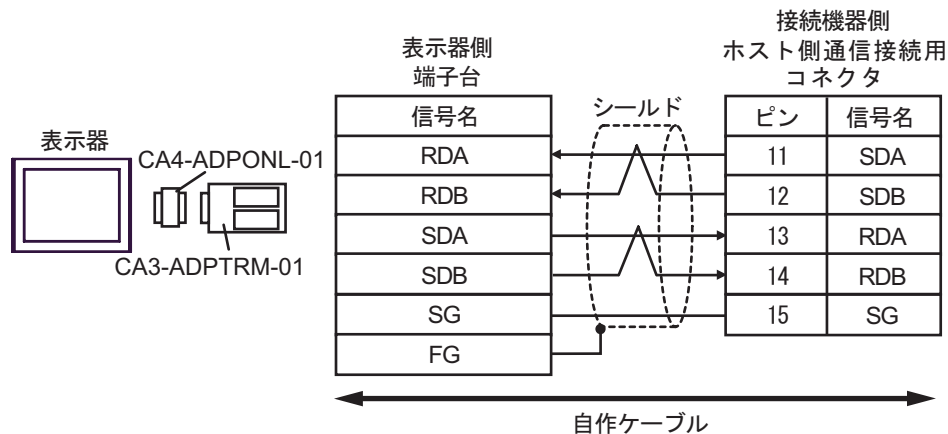 表示器
CA4-ADPONL-01
CA3-ADPTRM-01
表示器側
端子台
信号名
RDA
RDB
SDA
SDB
SG
FG
シールド
接続機器側
ホスト側通信接続用
コネクタ
ピン 信号名
11 SDA
12 SDB
13 RDA
14 RDB
15 SG
自作ケーブル